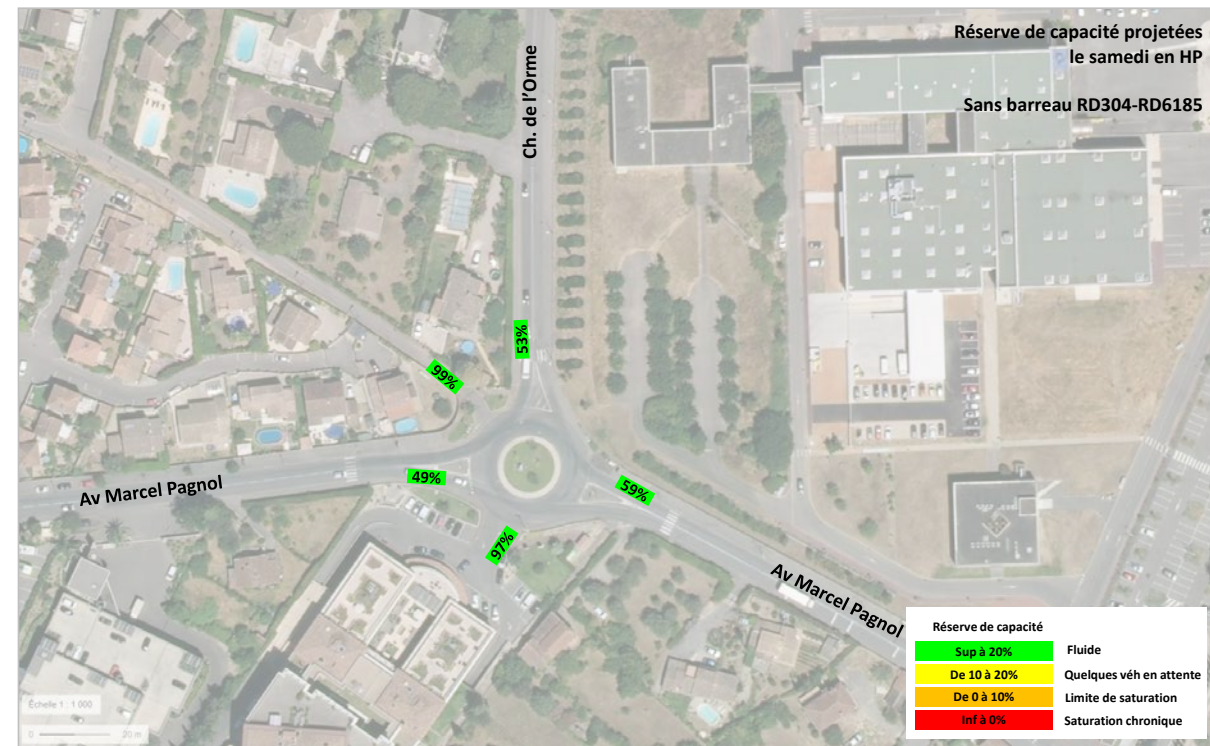 Réserve de capacité projetées
le samedi en HP
Sans barreau RD304-RD6185
Ch. de l'Orme
53%
99%
49%
59%
97%
Av Marcel Pagnol
Av Marcel Pagnol
Réserve de capacité
Sup à 20% Fluide
De 10 à 20% Quelques véh en attente
De 0 à 10% Limite de saturation
Inf à 0% Saturation chronique
Échelle 1 : 1 000
0 20 m